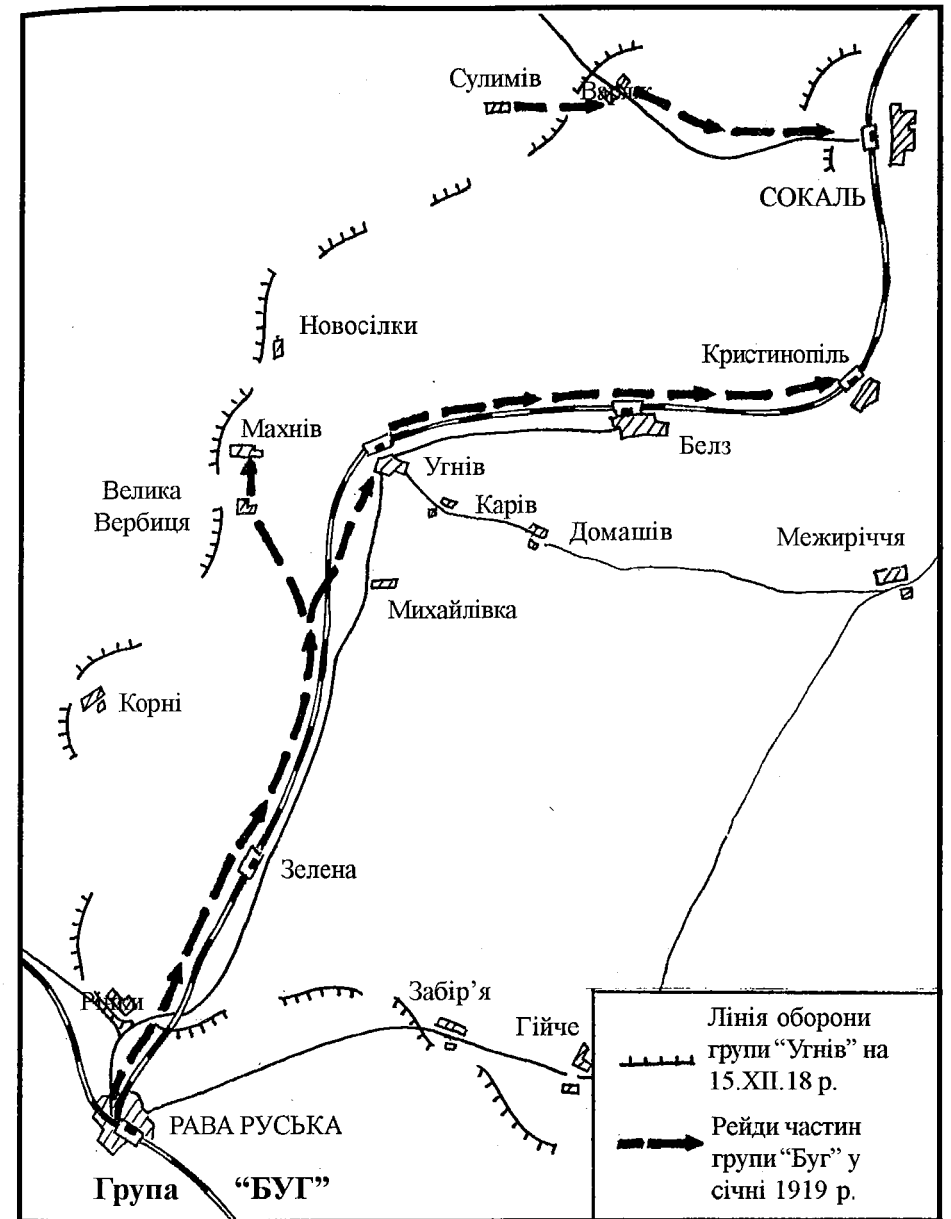 Сулимів
Варяж
СОКАЛЬ
Новосілки
Кристинопіль
Махнів
Белз
Угнів
Велика
Вербиця
Карів
Домашів
Межиріччя
Михайлівка
Корні
Зелена
Забір’я
Гійче
РАВА РУСЬКА
Група “БУГ”
Лінія оборони
групи “Угнів” на
15.XII.18 р.
Рейди частин
групи “Буг” у
січні 1919 р.